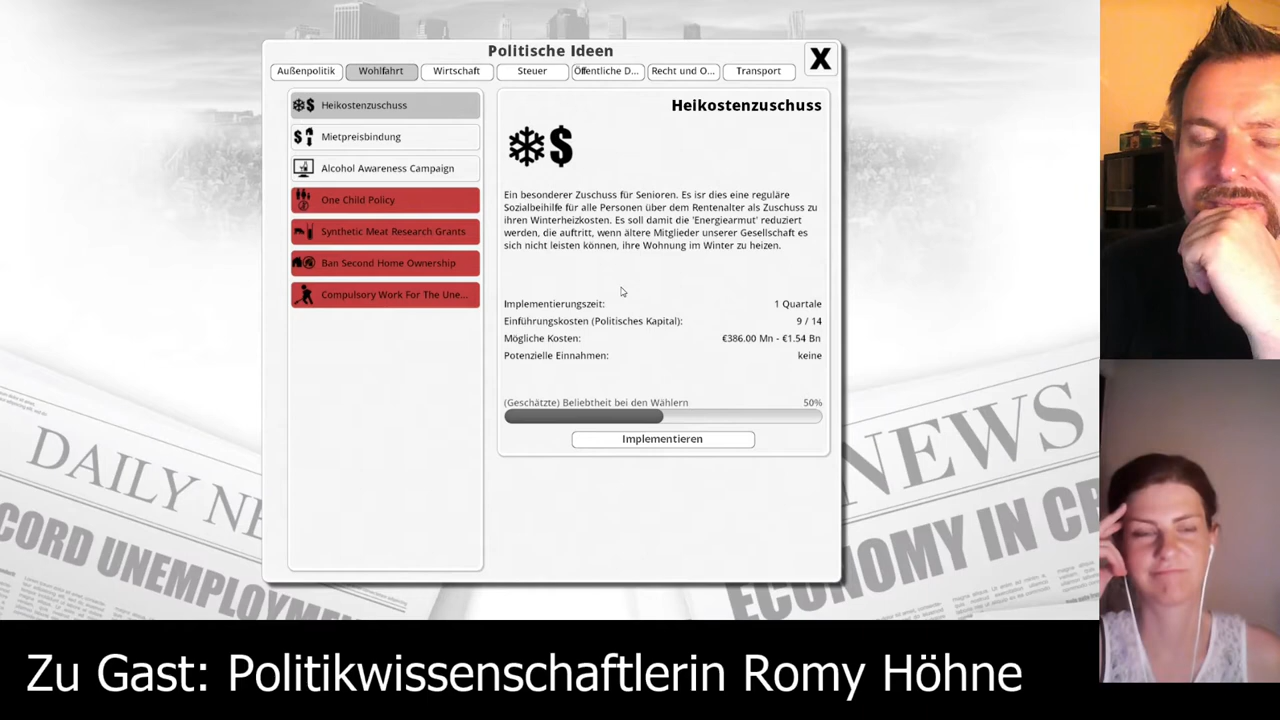 Politische Ideen
X
Außenpolitik
Wohlfahrt
Wirtschaft
Steuer
Öffentliche D...
Recht und O...
Transport
Heikostenzuschuss
Mietpreisbindung
Alcohol Awareness Campaign
One Child Policy
Synthetic Meat Research Grants
Ban Second Home Ownership
Compulsory Work For The Une...
Heikostenzuschuss
Ein besonderer Zuschuss für Senioren. Es isr dies eine reguläre
Sozialbeihilfe für alle Personen über dem Rentenalter als Zuschuss zu
ihren Winterheizkosten. Es soll damit die 'Energiearmut' reduziert
werden, die auftritt, wenn ältere Mitglieder unserer Gesellschaft es
sich nicht leisten können, ihre Wohnung im Winter zu heizen.
Implementierungszeit: 1 Quartale
Einführungskosten (Politisches Kapital): 9 / 14
Mögliche Kosten: €386.00 Mn - €1.54 Bn
Potenzielle Einnahmen: keine
(Geschätzte) Beliebtheit bei den Wählern 50%
Implementieren
DAILY NE
CORD UNEMPLOYM
NEWS
ECONOMY IN CR
Zu Gast: Politikwissenschaftlerin Romy Höhne